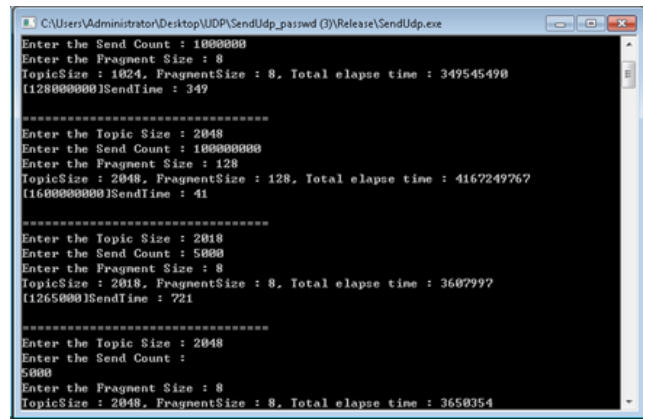 C:\Users\Administrator\Desktop\UDP\SendUdp_passwd (3)\Release\SendUdp.exe
Enter the Send Count : 1000000
Enter the Fragment Size : 8
TopicSize : 1024, FragmentSize : 8, Total elapse time : 349545490
[128000000]SendTime : 349
================================
Enter the Topic Size : 2048
Enter the Send Count : 100000000
Enter the Fragment Size : 128
TopicSize : 2048, FragmentSize : 128, Total elapse time : 4167249767
[1600000000]SendTime : 41
================================
Enter the Topic Size : 2018
Enter the Send Count : 5000
Enter the Fragment Size : 8
TopicSize : 2018, FragmentSize : 8, Total elapse time : 3607997
[1265000]SendTime : 721
================================
Enter the Topic Size : 2048
Enter the Send Count :
5000
Enter the Fragment Size : 8
TopicSize : 2048, FragmentSize : 8, Total elapse time : 3650354